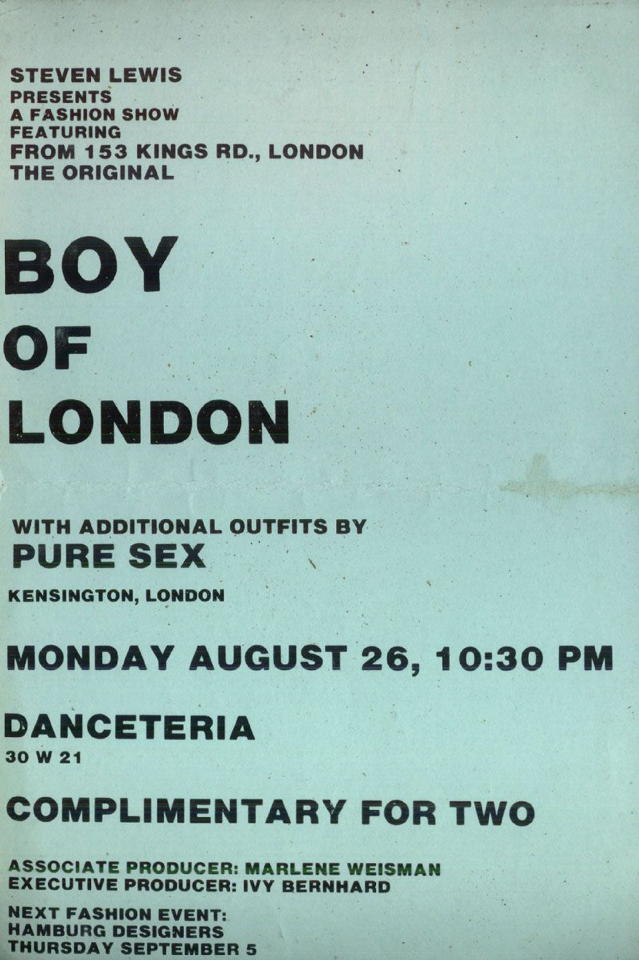 STEVEN LEWIS
PRESENTS
A FASHION SHOW
FEATURING
FROM 153 KINGS RD., LONDON
THE ORIGINAL
BOY
OF
LONDON
WITH ADDITIONAL OUTFITS BY
PURE SEX
KENSINGTON, LONDON
MONDAY AUGUST 26, 10:30 PM
DANCETERIA
30 W 21
COMPLIMENTARY FOR TWO
ASSOCIATE PRODUCER: MARLENE WEISMAN
EXECUTIVE PRODUCER: IVY BERNHARD
NEXT FASHION EVENT:
HAMBURG DESIGNERS
THURSDAY SEPTEMBER 5